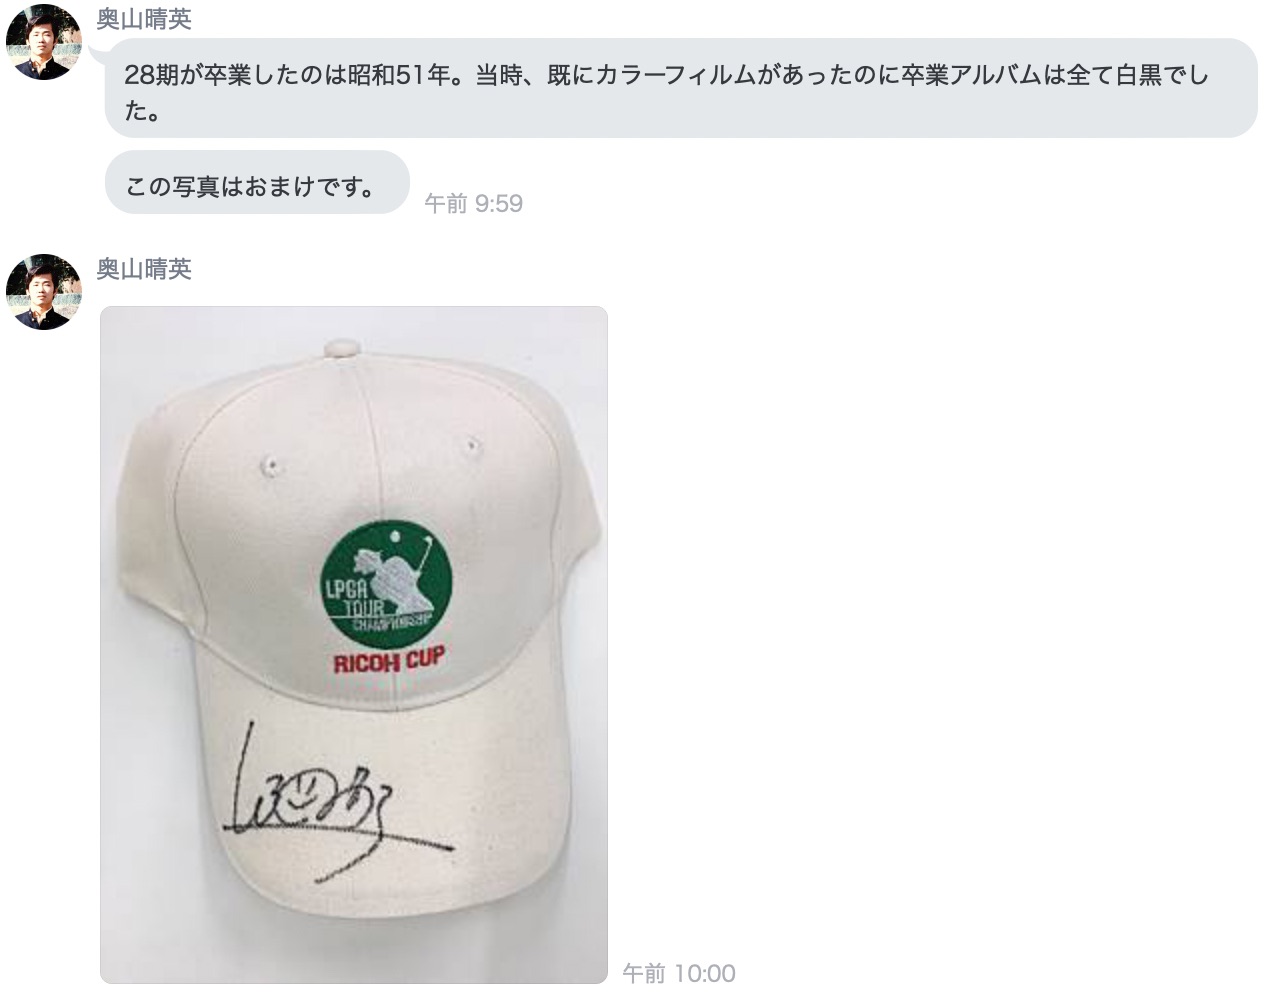 奥山晴英
28期が卒業したのは昭和51年。当時、既にカラーフィルムがあったのに卒業アルバムは全て白黒でし
た。
この写真はおまけです。
午前 9:59
奥山晴英
LPGA
TOUR
CHAMPIONSHIP
RICOH CUP
午前 10:00